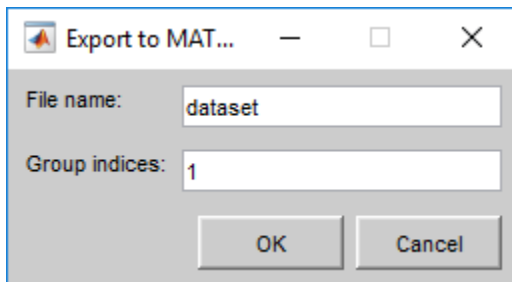 Export to MAT...
File name:
dataset
Group indices:
1
OK
Cancel